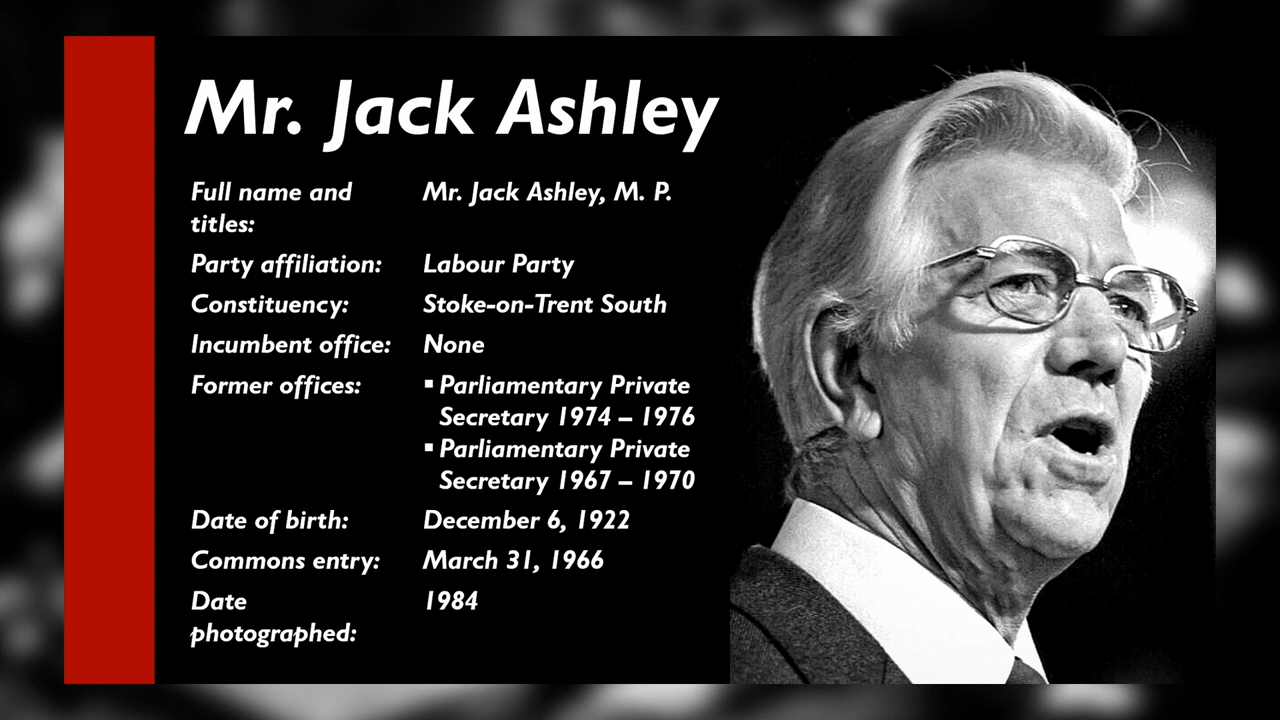 Mr. Jack Ashley
Full name and titles: Mr. Jack Ashley, M. P.
Party affiliation: Labour Party
Constituency: Stoke-on-Trent South
Incumbent office: None
Former offices: ▪ Parliamentary Private
Secretary 1974 – 1976
▪ Parliamentary Private
Secretary 1967 – 1970
Date of birth: December 6, 1922
Commons entry: March 31, 1966
Date photographed: 1984